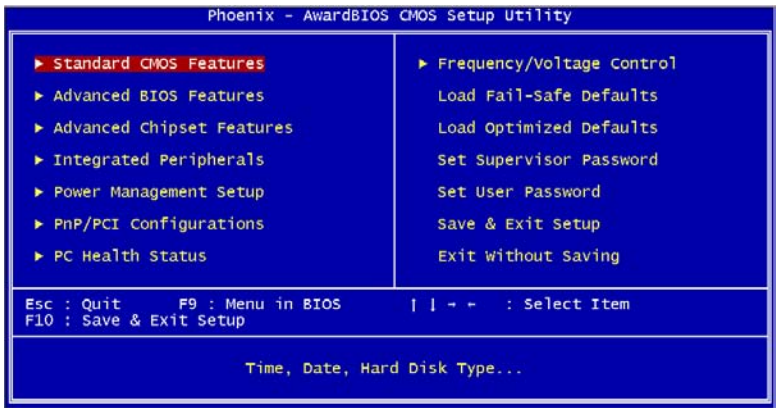 Phoenix - AwardBIOS CMOS Setup Utility
► Standard CMOS Features
► Advanced BIOS Features
► Advanced Chipset Features
► Integrated Peripherals
► Power Management Setup
► PnP/PCI Configurations
► PC Health Status
► Frequency/Voltage Control
Load Fail-Safe Defaults
Load Optimized Defaults
Set Supervisor Password
Set User Password
Save & Exit Setup
Exit Without Saving
Esc : Quit F9 : Menu in BIOS ↑ ↓ → ← : Select Item
F10 : Save & Exit Setup
Time, Date, Hard Disk Type...